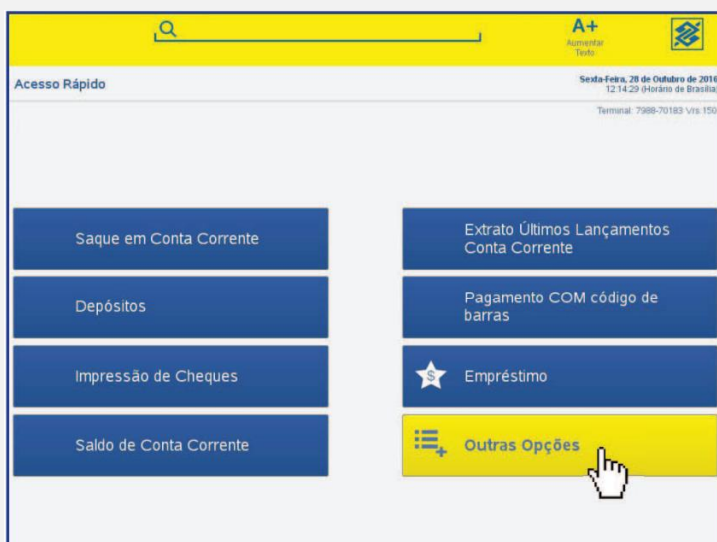 A+
Aumentar
Texto
Acesso Rápido
Sexta-Feira, 28 de Outubro de 2016
12:14:29 (Horário de Brasília)
Terminal: 7988-70183 Vrs:150
Saque em Conta Corrente
Extrato Últimos Lançamentos
Conta Corrente
Depósitos
Pagamento COM código de
barras
Impressão de Cheques
$ Empréstimo
Saldo de Conta Corrente
Outras Opções